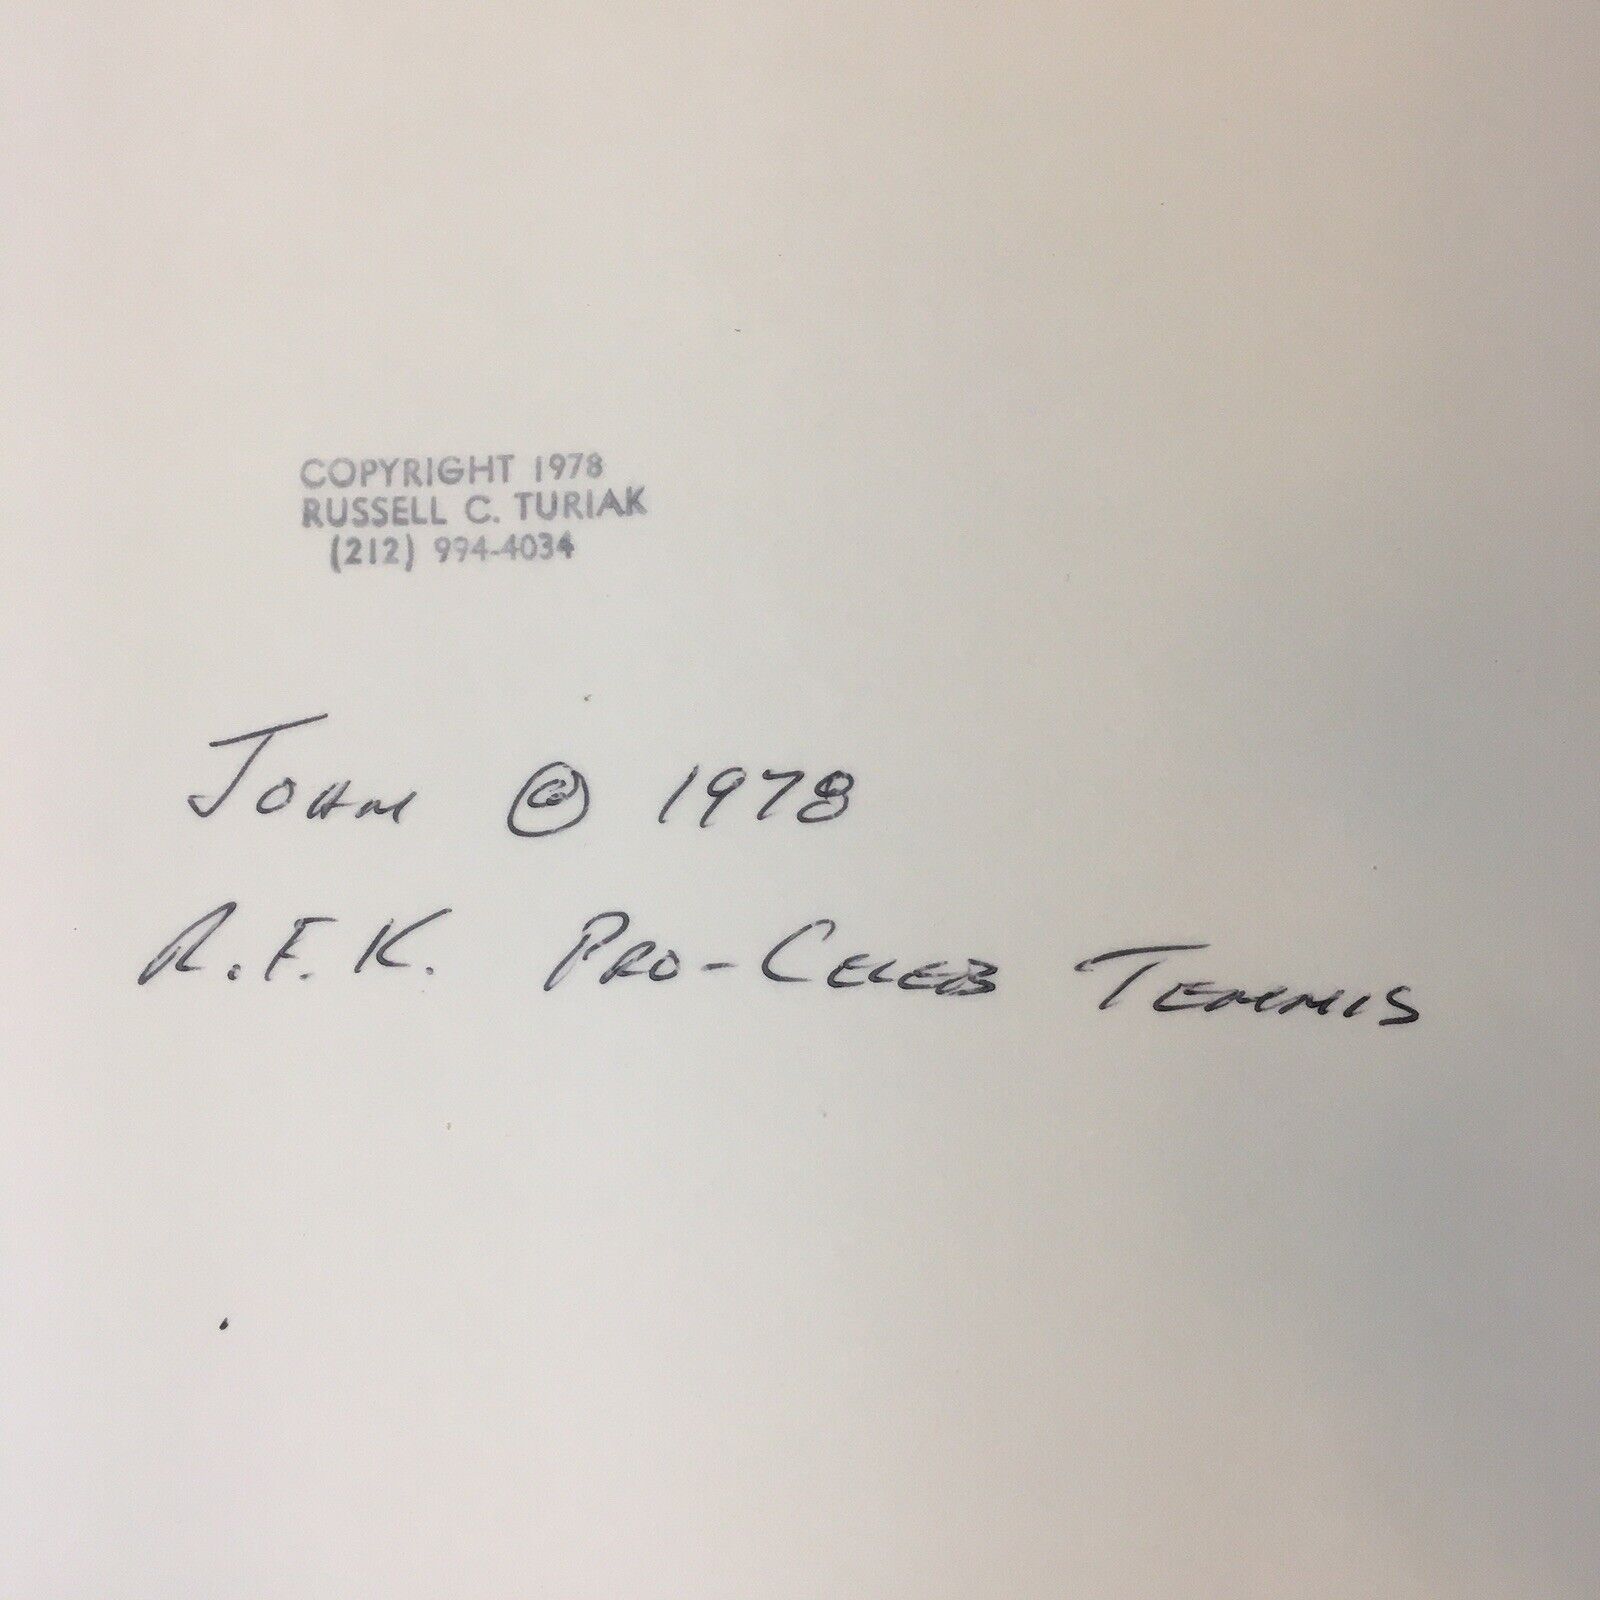 COPYRIGHT 1978
RUSSELL C. TURIAK
(212) 994-4034
JOHN © 1978
R.F.K. PRO-CELEB TENNIS